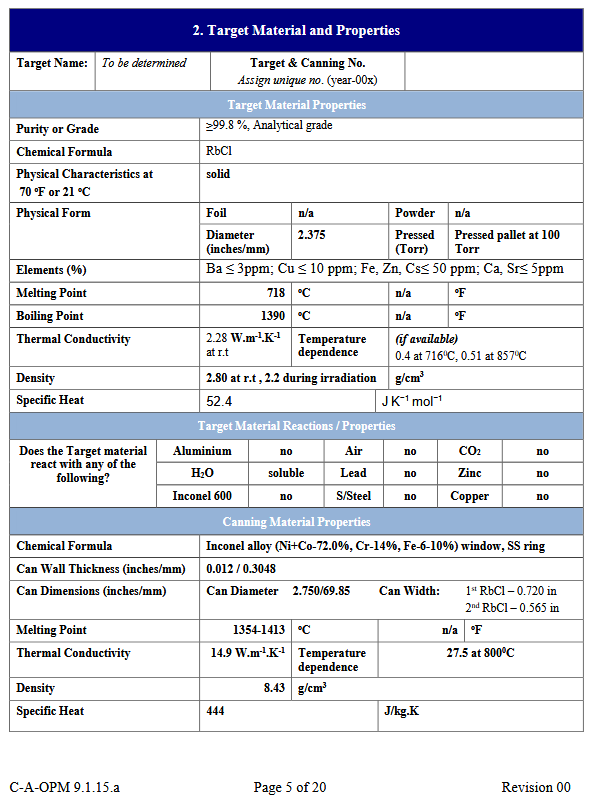 2. Target Material and Properties
Target Name: To be determined Target & Canning No.
Assign unique no. (year-00x)
Target Material Properties
Purity or Grade ≥99.8 %, Analytical grade
Chemical Formula RbCl
Physical Characteristics at solid
70 ºF or 21 ºC
Physical Form Foil n/a Powder n/a
Diameter 2.375 Pressed Pressed pallet at 100
(inches/mm) (Torr) Torr
Elements (%) Ba ≤ 3ppm; Cu ≤ 10 ppm; Fe, Zn, Cs≤ 50 ppm; Ca, Sr≤ 5ppm
Melting Point 718 ºC n/a ºF
Boiling Point 1390 ºC n/a ºF
Thermal Conductivity 2.28 W.m⁻¹.K⁻¹ Temperature (if available)
at r.t dependence 0.4 at 716⁰C, 0.51 at 857⁰C
Density 2.80 at r.t , 2.2 during irradiation g/cm³
Specific Heat 52.4 J K⁻¹ mol⁻¹
Target Material Reactions / Properties
Does the Target material Aluminium no Air no CO₂ no
react with any of the H₂O soluble Lead no Zinc no
following? Inconel 600 no S/Steel no Copper no
Canning Material Properties
Chemical Formula Inconel alloy (Ni+Co-72.0%, Cr-14%, Fe-6-10%) window, SS ring
Can Wall Thickness (inches/mm) 0.012 / 0.3048
Can Dimensions (inches/mm) Can Diameter 2.750/69.85 Can Width: 1ˢᵗ RbCl – 0.720 in
2ⁿᵈ RbCl – 0.565 in
Melting Point 1354-1413 ºC n/a ºF
Thermal Conductivity 14.9 W.m⁻¹.K⁻¹ Temperature 27.5 at 800⁰C
dependence
Density 8.43 g/cm³
Specific Heat 444 J/kg.K
C-A-OPM 9.1.15.a Page 5 of 20 Revision 00